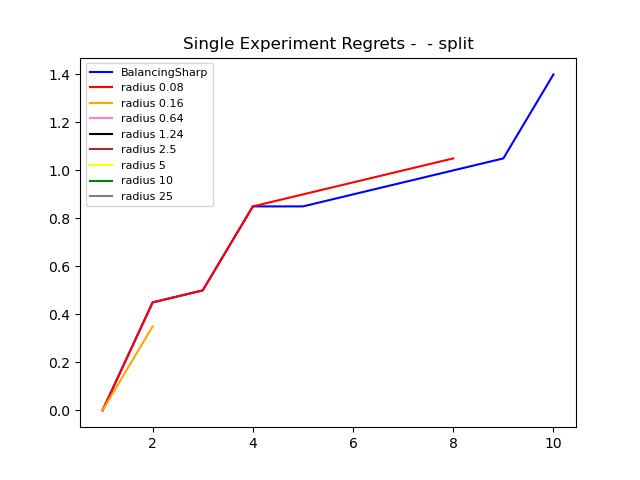 Single Experiment Regrets -  - split
BalancingSharp
radius 0.08
radius 0.16
radius 0.64
radius 1.24
radius 2.5
radius 5
radius 10
radius 25
1.4
1.2
1.0
0.8
0.6
0.4
0.2
0.0
2 4 6 8 10